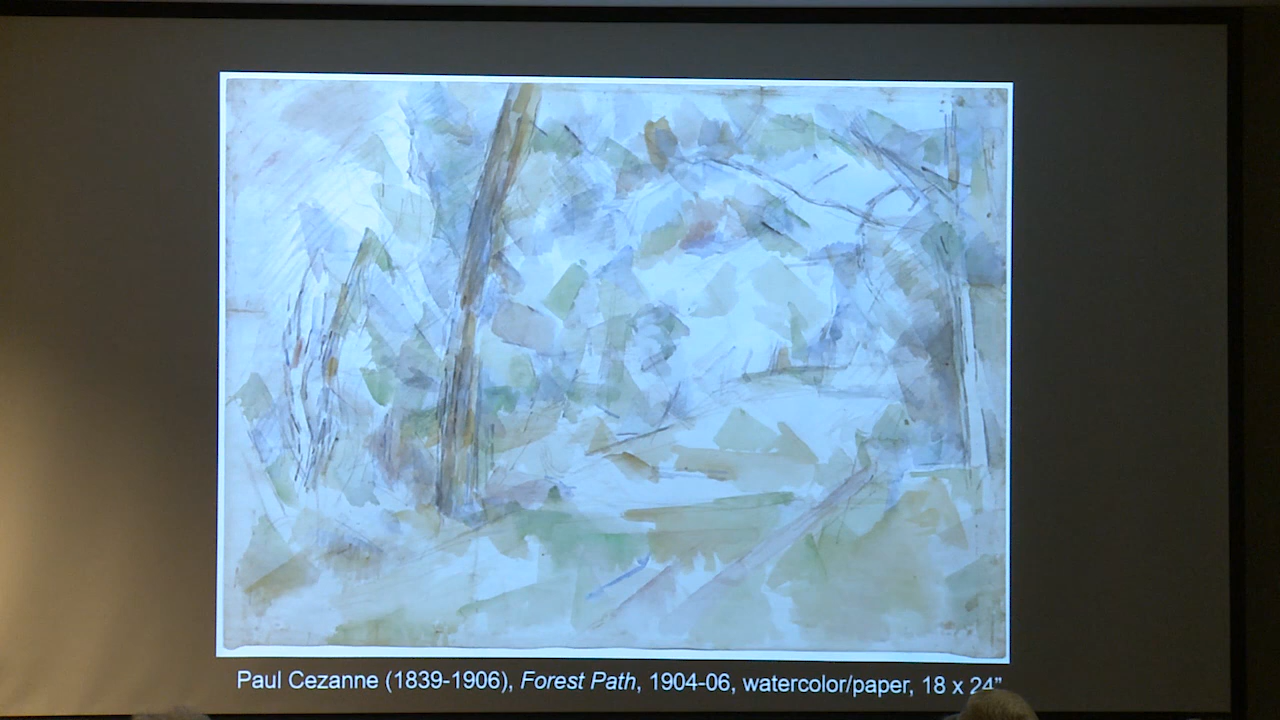 Paul Cezanne (1839-1906), Forest Path, 1904-06, watercolor/paper, 18 x 24”